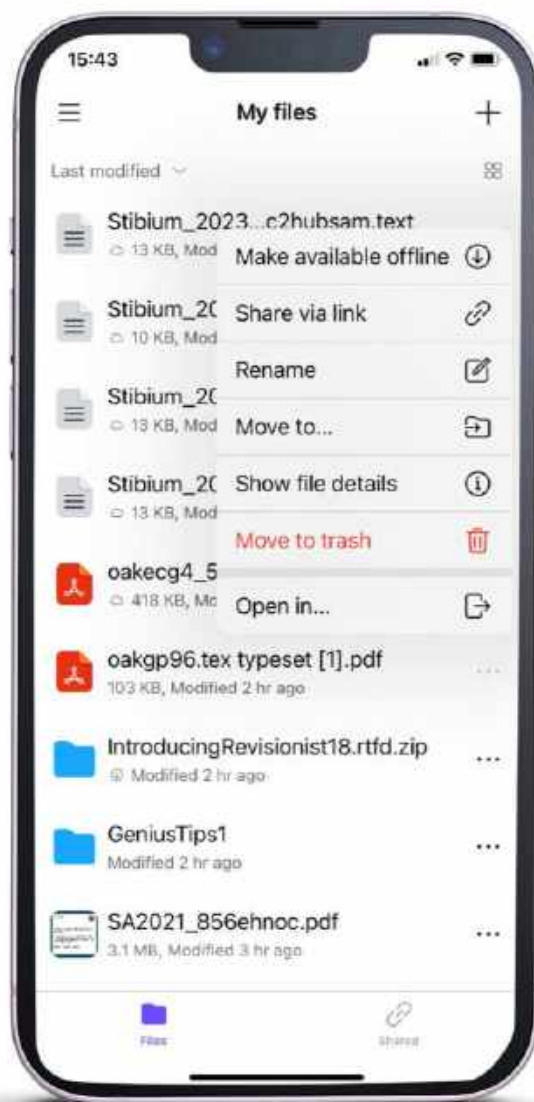 15:43
My files
Last modified
Stibium_2023...c2hubsam.text
13 KB, Mod
Make available offline
Stibium_20
10 KB, Mod
Share via link
Rename
Stibium_20
13 KB, Mod
Move to...
Stibium_20
13 KB, Mod
Show file details
Move to trash
oakecg4_5
418 KB, Mo
Open in...
oakgp96.tex typeset [1].pdf
103 KB, Modified 2 hr ago
IntroducingRevisionist18.rtfd.zip
Modified 2 hr ago
GeniusTips1
Modified 2 hr ago
SA2021_856ehnoc.pdf
3.1 MB, Modified 3 hr ago
Files
Shared